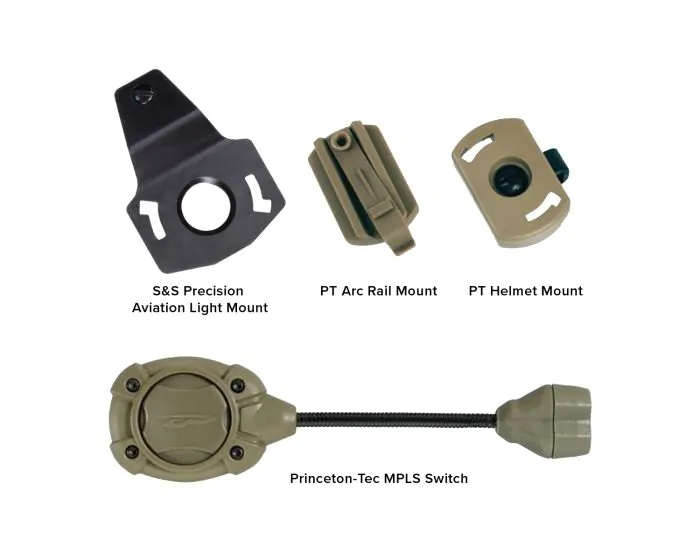 S&S Precision
Aviation Light Mount
PT Arc Rail Mount
PT Helmet Mount
Princeton-Tec MPLS Switch